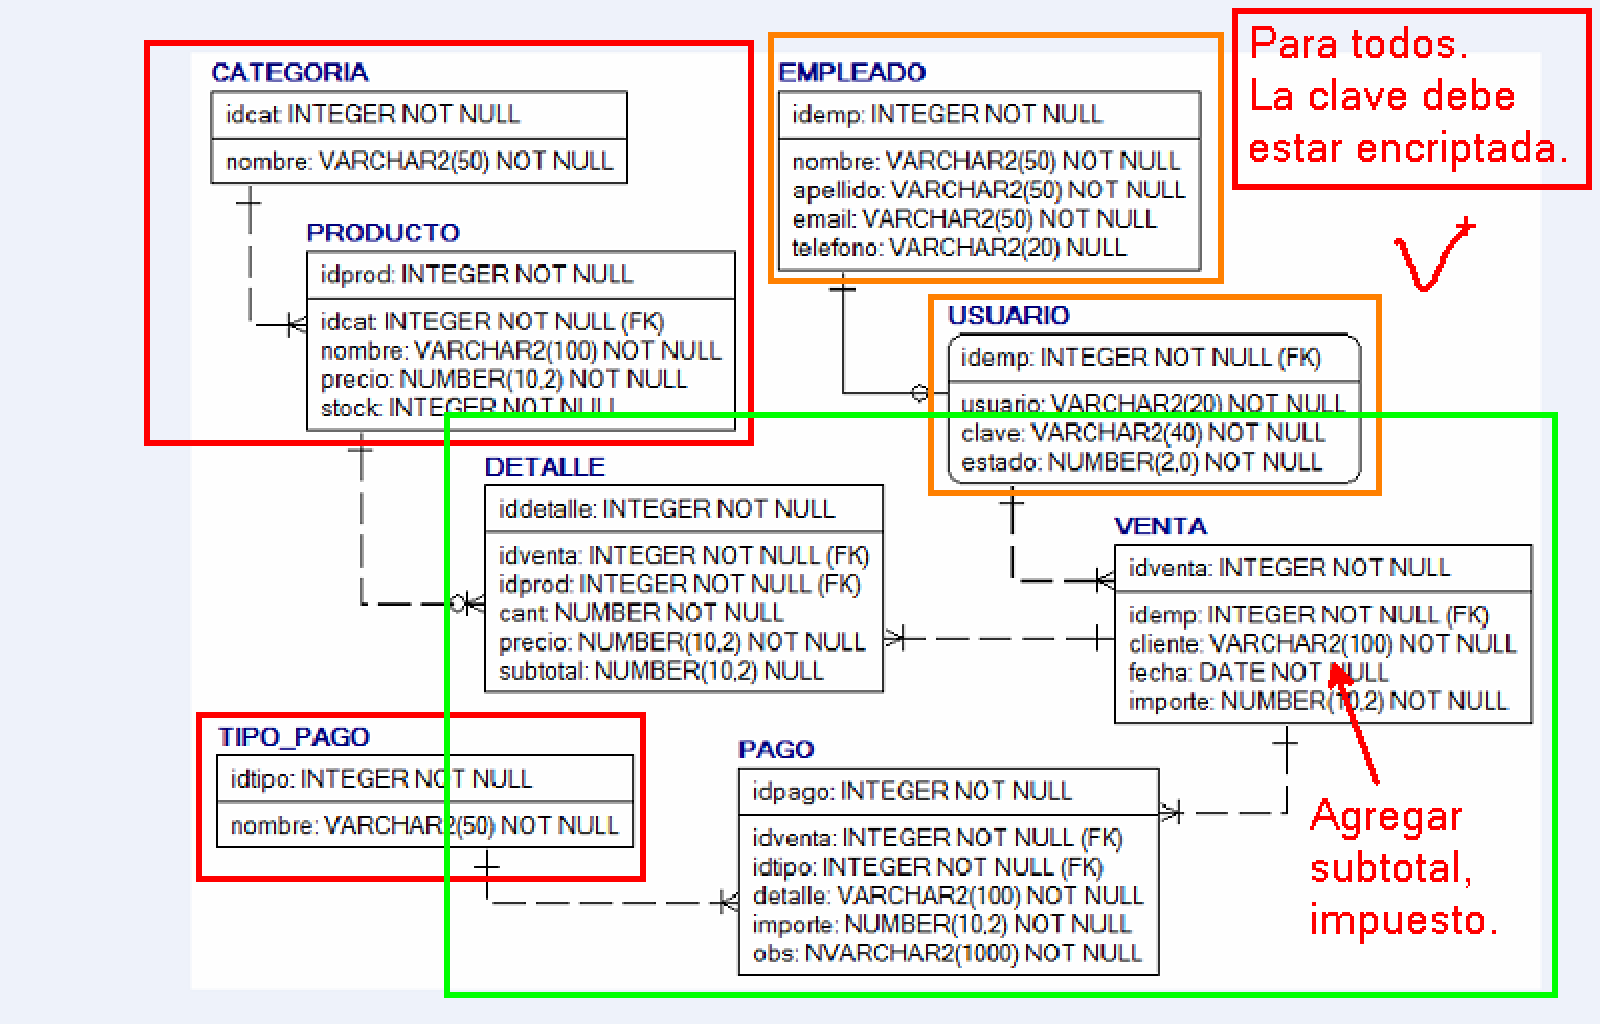 CATEGORIA
idcat: INTEGER NOT NULL
nombre: VARCHAR2(50) NOT NULL
PRODUCTO
idprod: INTEGER NOT NULL
idcat: INTEGER NOT NULL (FK)
nombre: VARCHAR2(100) NOT NULL
precio: NUMBER(10,2) NOT NULL
stock: INTEGER NOT NULL
EMPLEADO
idemp: INTEGER NOT NULL
nombre: VARCHAR2(50) NOT NULL
apellido: VARCHAR2(50) NOT NULL
email: VARCHAR2(50) NOT NULL
telefono: VARCHAR2(20) NULL
Para todos.
La clave debe
estar encriptada.
USUARIO
idemp: INTEGER NOT NULL (FK)
usuario: VARCHAR2(20) NOT NULL
clave: VARCHAR2(40) NOT NULL
estado: NUMBER(2,0) NOT NULL
DETALLE
iddetalle: INTEGER NOT NULL
idventa: INTEGER NOT NULL (FK)
idprod: INTEGER NOT NULL (FK)
cant: NUMBER NOT NULL
precio: NUMBER(10,2) NOT NULL
subtotal: NUMBER(10,2) NULL
VENTA
idventa: INTEGER NOT NULL
idemp: INTEGER NOT NULL (FK)
cliente: VARCHAR2(100) NOT NULL
fecha: DATE NOT NULL
importe: NUMBER(10,2) NOT NULL
TIPO_PAGO
idtipo: INTEGER NOT NULL
nombre: VARCHAR2(50) NOT NULL
PAGO
idpago: INTEGER NOT NULL
idventa: INTEGER NOT NULL (FK)
idtipo: INTEGER NOT NULL (FK)
detalle: VARCHAR2(100) NOT NULL
importe: NUMBER(10,2) NOT NULL
obs: NVARCHAR2(1000) NOT NULL
Agregar
subtotal,
impuesto.